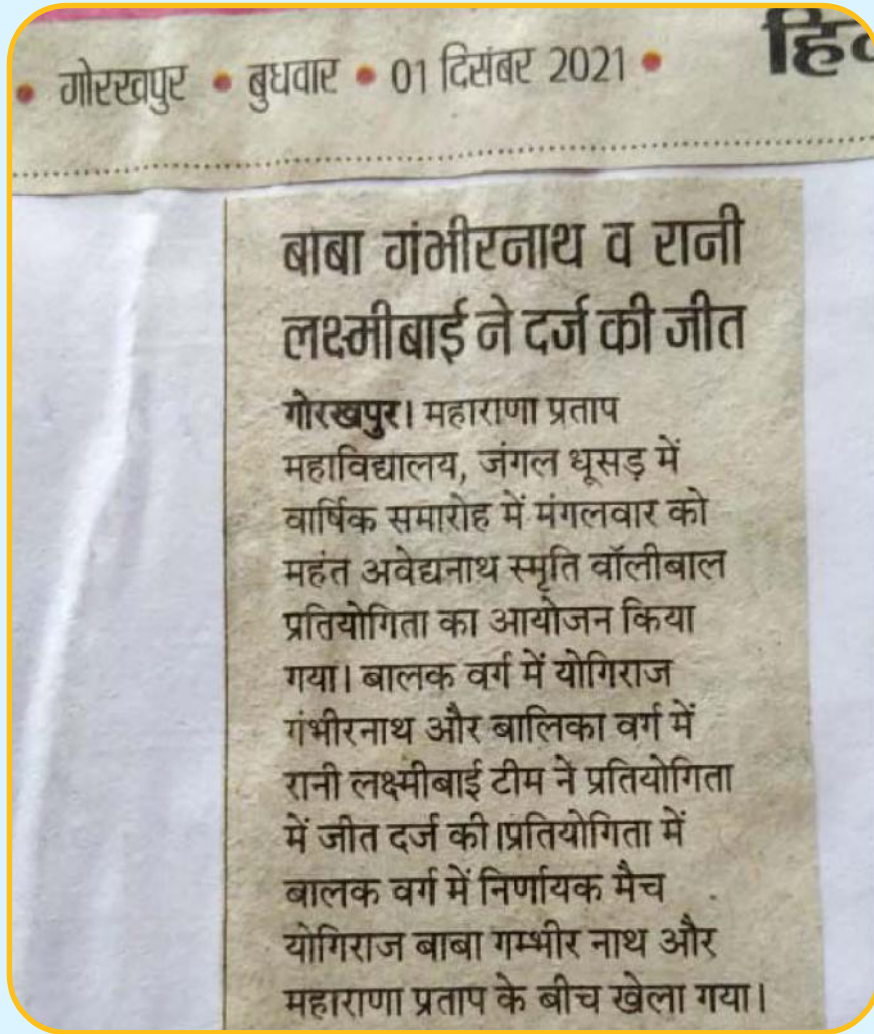 • गोरखपुर • बुधवार • 01 दिसंबर 2021 •
बाबा गंभीरनाथ व रानी
लक्ष्मीबाई ने दर्ज की जीत
गोरखपुर। महाराणा प्रताप
महाविद्यालय, जंगल धूसड़ में
वार्षिक समारोह में मंगलवार को
महंत अवेद्यनाथ स्मृति वॉलीबाल
प्रतियोगिता का आयोजन किया
गया। बालक वर्ग में योगिराज
गंभीरनाथ और बालिका वर्ग में
रानी लक्ष्मीबाई टीम ने प्रतियोगिता
में जीत दर्ज की।प्रतियोगिता में
बालक वर्ग में निर्णायक मैच
योगिराज बाबा गम्भीर नाथ और
महाराणा प्रताप के बीच खेला गया।